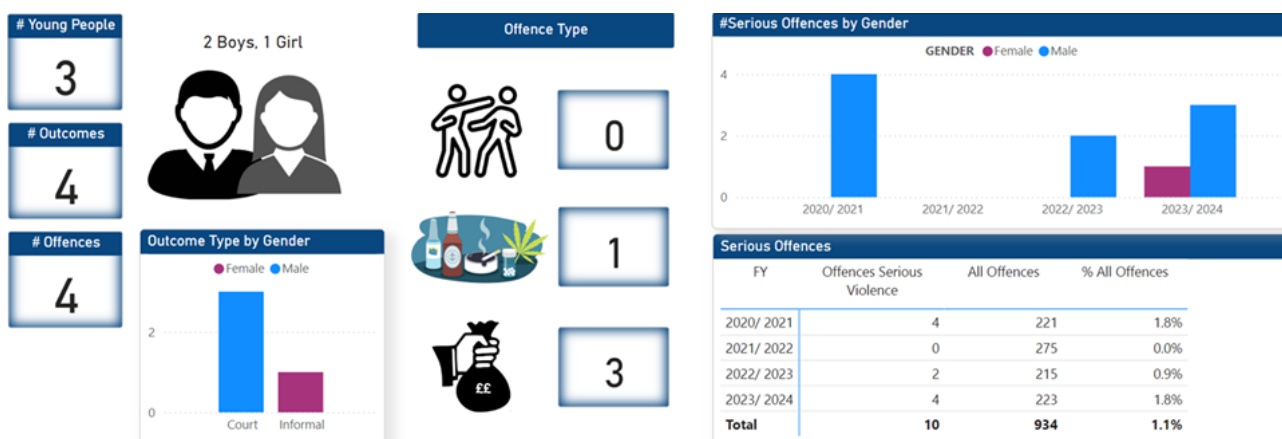 # Young People
3
# Outcomes
4
# Offences
4
2 Boys, 1 Girl
Outcome Type by Gender
Female Male
2
0
Court Informal
Offence Type
0
1
££
3
#Serious Offences by Gender
GENDER Female Male
4
2
0
2020/ 2021 2021/ 2022 2022/ 2023 2023/ 2024
Serious Offences
FY Offences Serious Violence All Offences % All Offences
2020/ 2021 4 221 1.8%
2021/ 2022 0 275 0.0%
2022/ 2023 2 215 0.9%
2023/ 2024 4 223 1.8%
Total 10 934 1.1%